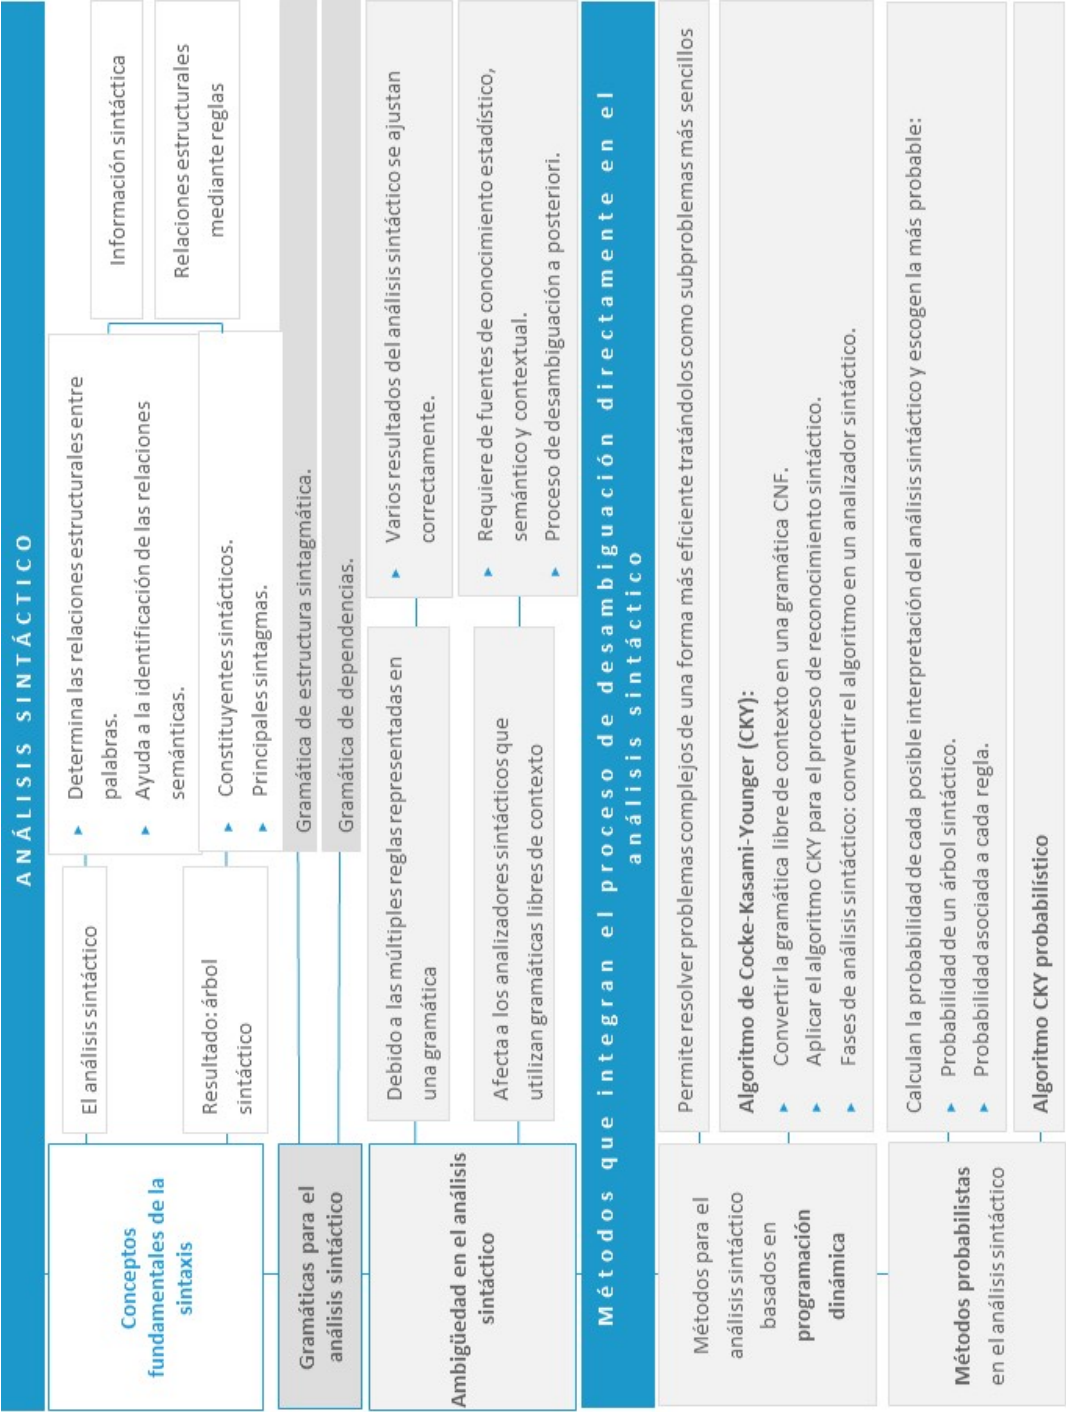 ANÁLISIS SINTÁCTICO
Conceptos
fundamentales de la
sintaxis
El análisis sintáctico
Determina las relaciones estructurales entre
palabras.
Ayuda a la identificación de las relaciones
semánticas.
Resultado: árbol
sintáctico
Constituyentes sintácticos.
Principales sintagmas.
Información sintáctica
Relaciones estructurales
mediante reglas
Gramáticas para el
análisis sintáctico
Gramática de estructura sintagmática.
Gramática de dependencias.
Ambigüedad en el análisis
sintáctico
Debido a las múltiples reglas representadas en
una gramática
Varios resultados del análisis sintáctico se ajustan
correctamente.
Afecta a los analizadores sintácticos que
utilizan gramáticas libres de contexto
Requiere de fuentes de conocimiento estadístico,
semántico y contextual.
Proceso de desambiguación a posteriori.
Métodos que integran el proceso de desambiguación directamente en el
análisis sintáctico
Métodos para el
análisis sintáctico
basados en
programación
dinámica
Permite resolver problemas complejos de una forma más eficiente tratándolos como subproblemas más sencillos
Algoritmo de Cocke-Kasami-Younger (CKY):
Convertir la gramática libre de contexto en una gramática CNF.
Aplicar el algoritmo CKY para el proceso de reconocimiento sintáctico.
Fases de análisis sintáctico: convertir el algoritmo en un analizador sintáctico.
Métodos probabilistas
en el análisis sintáctico
Calculan la probabilidad de cada posible interpretación del análisis sintáctico y escogen la más probable:
Probabilidad de un árbol sintáctico.
Probabilidad asociada a cada regla.
Algoritmo CKY probabilístico